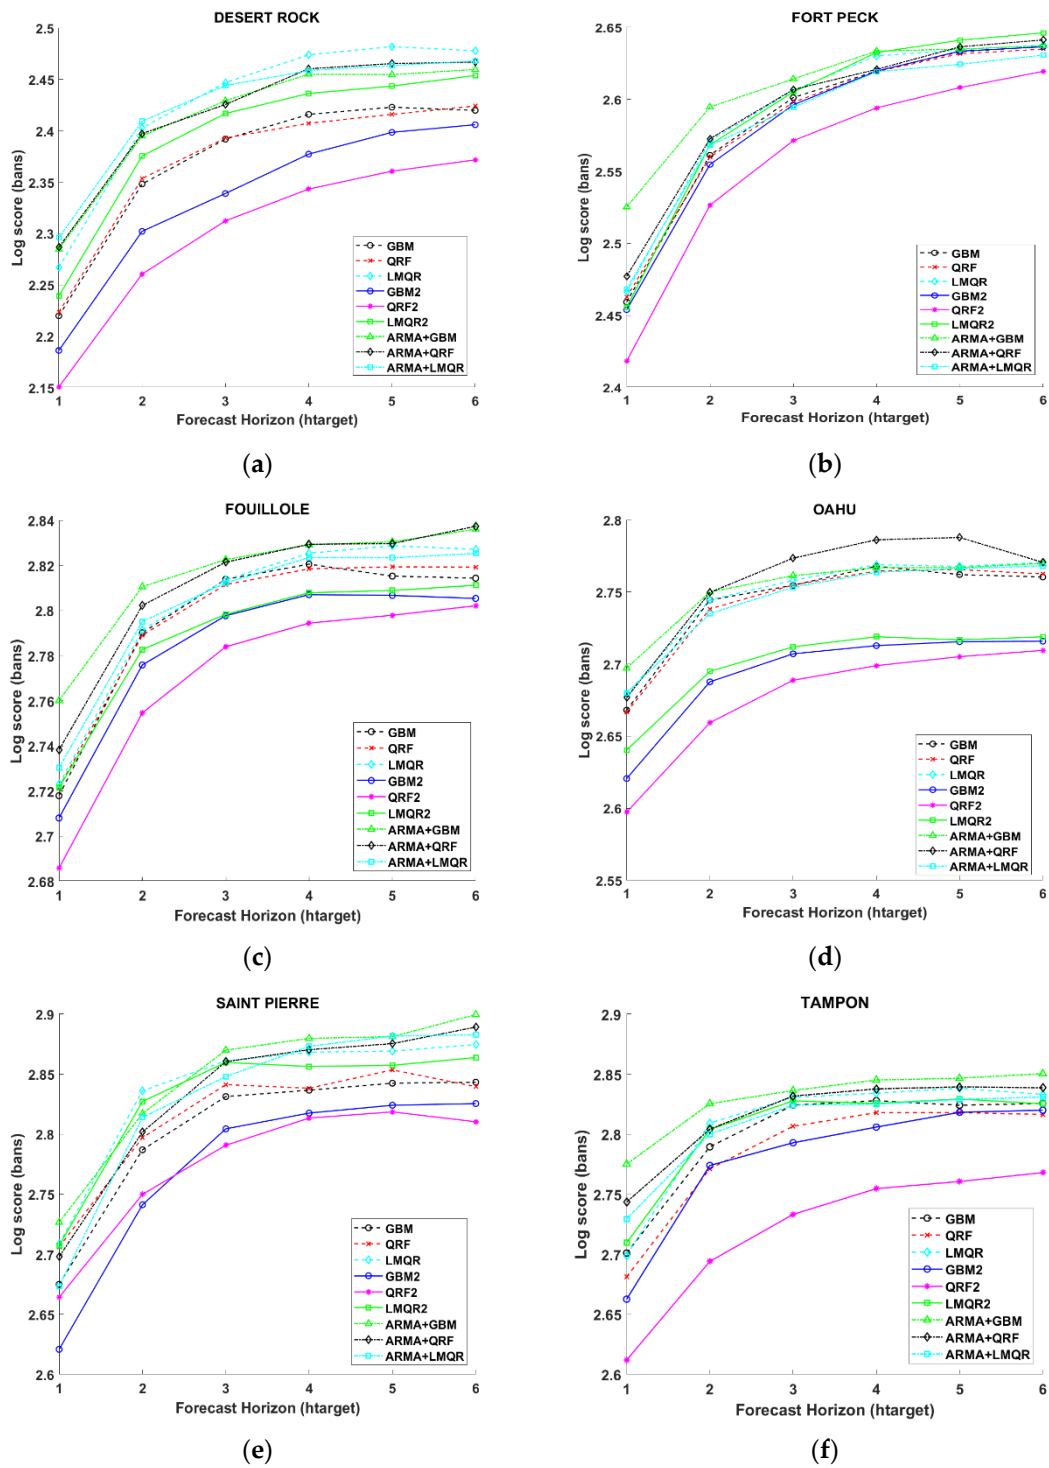 DESERT ROCK
Log score (bans)
2.5
2.45
2.4
2.35
2.3
2.25
2.2
2.15
1 2 3 4 5 6
Forecast Horizon (htarget)
GBM
QRF
LMQR
GBM2
QRF2
LMQR2
ARMA+GBM
ARMA+QRF
ARMA+LMQR
(a)
FORT PECK
Log score (bans)
2.65
2.6
2.55
2.5
2.45
2.4
1 2 3 4 5 6
Forecast Horizon (htarget)
GBM
QRF
LMQR
GBM2
QRF2
LMQR2
ARMA+GBM
ARMA+QRF
ARMA+LMQR
(b)
FOUILLOLE
Log score (bans)
2.84
2.82
2.8
2.78
2.76
2.74
2.72
2.7
2.68
1 2 3 4 5 6
Forecast Horizon (htarget)
GBM
QRF
LMQR
GBM2
QRF2
LMQR2
ARMA+GBM
ARMA+QRF
ARMA+LMQR
(c)
OAHU
Log score (bans)
2.8
2.75
2.7
2.65
2.6
2.55
1 2 3 4 5 6
Forecast Horizon (htarget)
GBM
QRF
LMQR
GBM2
QRF2
LMQR2
ARMA+GBM
ARMA+QRF
ARMA+LMQR
(d)
SAINT PIERRE
Log score (bans)
2.9
2.85
2.8
2.75
2.7
2.65
2.6
1 2 3 4 5 6
Forecast Horizon (htarget)
GBM
QRF
LMQR
GBM2
QRF2
LMQR2
ARMA+GBM
ARMA+QRF
ARMA+LMQR
(e)
TAMPON
Log score (bans)
2.9
2.85
2.8
2.75
2.7
2.65
2.6
1 2 3 4 5 6
Forecast Horizon (htarget)
GBM
QRF
LMQR
GBM2
QRF2
LMQR2
ARMA+GBM
ARMA+QRF
ARMA+LMQR
(f)